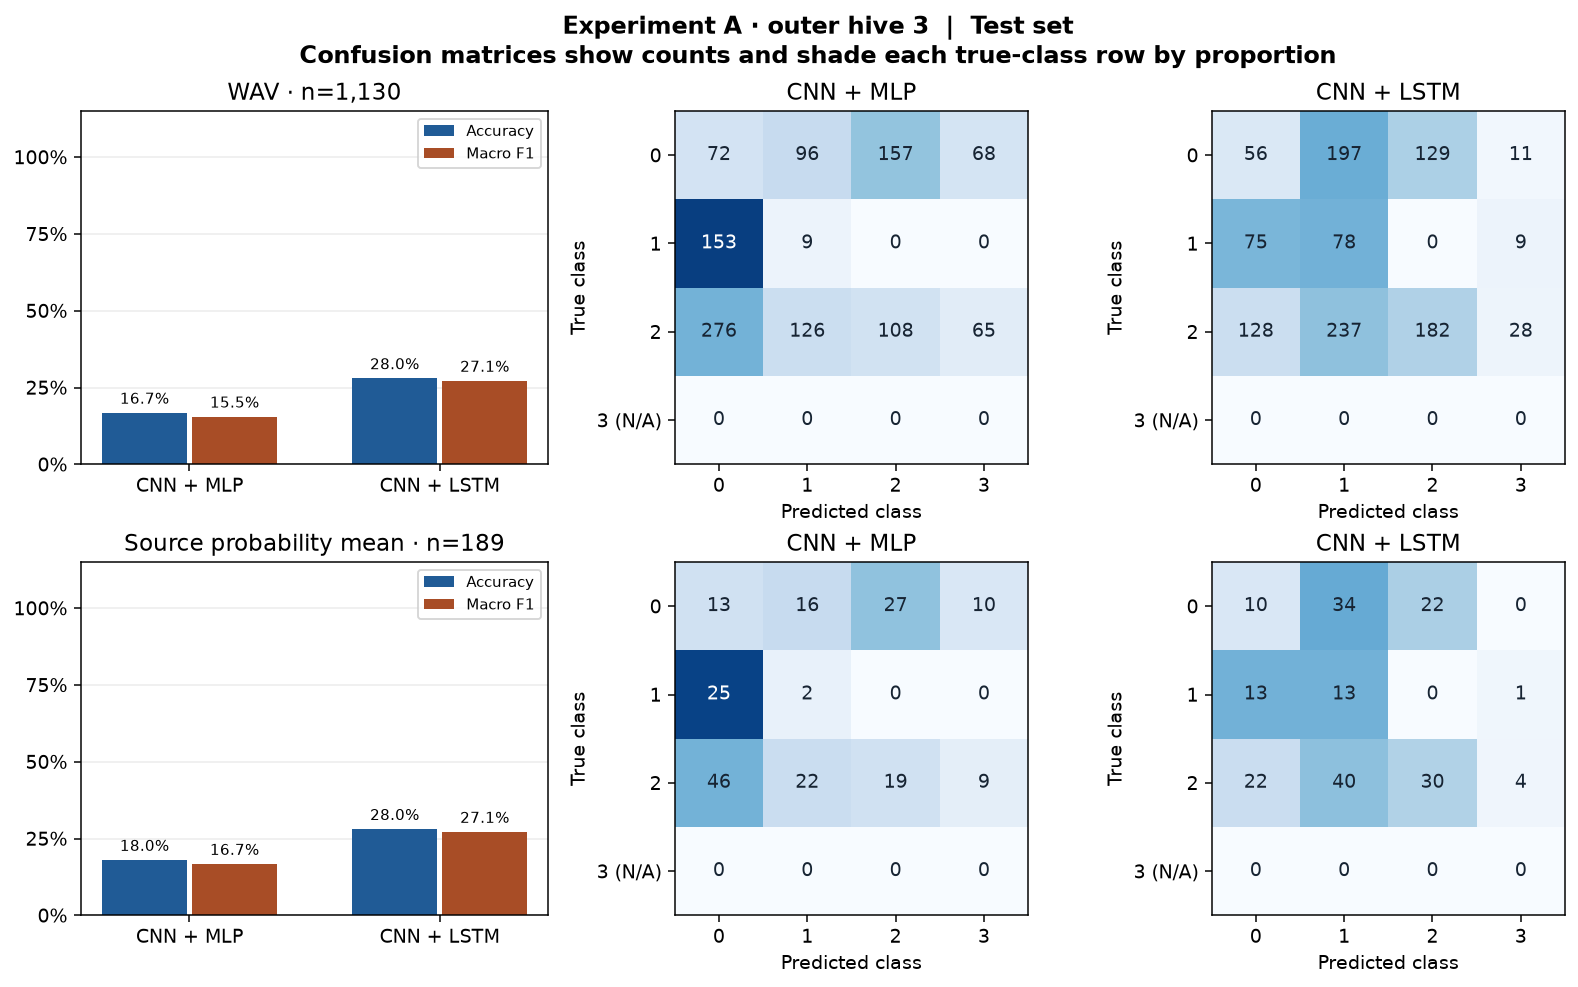 Experiment A · outer hive 3 | Test set
Confusion matrices show counts and shade each true-class row by proportion
WAV · n=1,130
100%
75%
50%
25%
0%
Accuracy
Macro F1
16.7%
15.5%
28.0%
27.1%
CNN + MLP
CNN + LSTM
CNN + MLP
True class
0
72 96 157 68
1
153 9 0 0
2
276 126 108 65
3 (N/A)
0 0 0 0
0 1 2 3
Predicted class
CNN + LSTM
True class
0
56 197 129 11
1
75 78 0 9
2
128 237 182 28
3 (N/A)
0 0 0 0
0 1 2 3
Predicted class
Source probability mean · n=189
100%
75%
50%
25%
0%
Accuracy
Macro F1
18.0%
16.7%
28.0%
27.1%
CNN + MLP
CNN + LSTM
CNN + MLP
True class
0
13 16 27 10
1
25 2 0 0
2
46 22 19 9
3 (N/A)
0 0 0 0
0 1 2 3
Predicted class
CNN + LSTM
True class
0
10 34 22 0
1
13 13 0 1
2
22 40 30 4
3 (N/A)
0 0 0 0
0 1 2 3
Predicted class